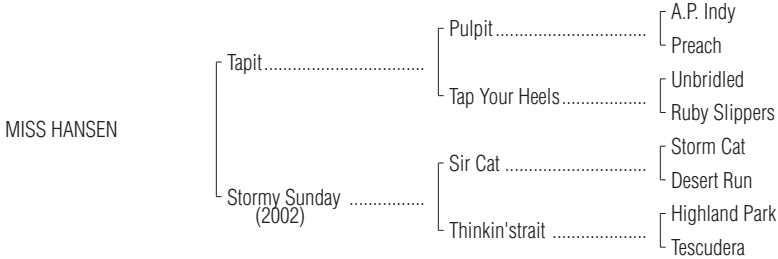 A.P. Indy
Pulpit..................................
Preach
Tapit....................................
Unbridled
Tap Your Heels...................
Ruby Slippers
MISS HANSEN
Storm Cat
Sir Cat ................................
Desert Run
Stormy Sunday ................
(2002)
Highland Park
Thinkin'strait .....................
Tescudera